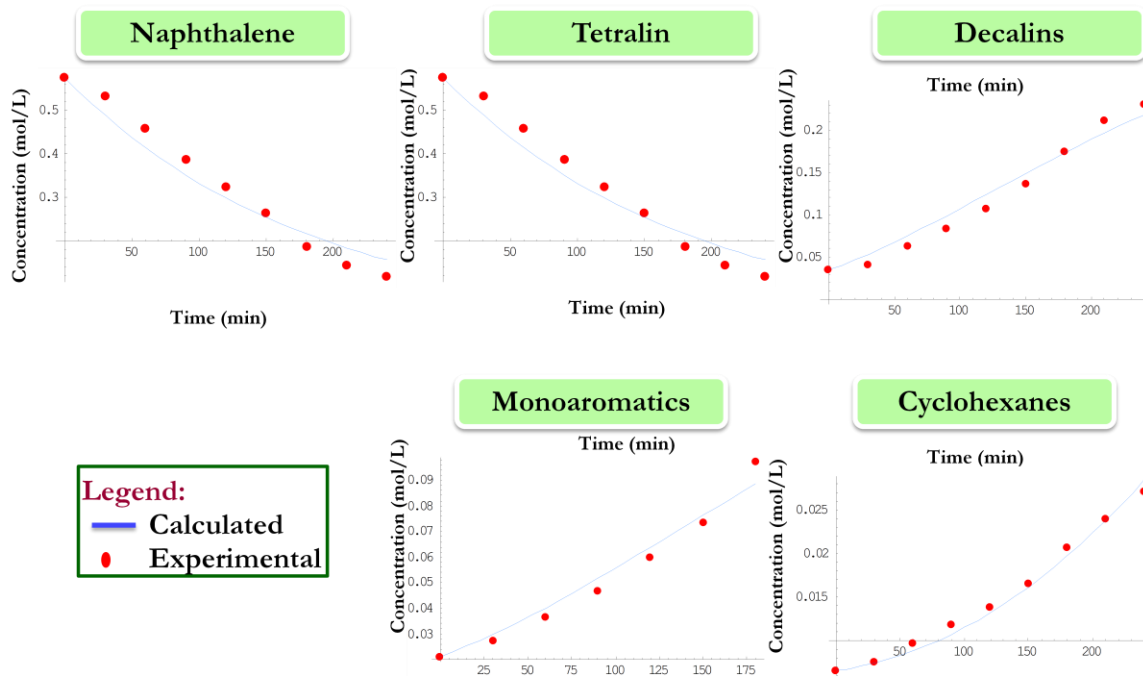 Naphthalene
Concentration (mol/L)
0.5
0.4
0.3
50 100 150 200
Time (min)
Tetralin
Concentration (mol/L)
0.5
0.4
0.3
50 100 150 200
Time (min)
Decalins
Time (min)
Concentration (mol/L)
0.2
0.15
0.1
0.05
50 100 150 200
Legend:
Calculated
Experimental
Monoaromatics
Time (min)
Concentration (mol/L)
0.09
0.08
0.07
0.06
0.05
0.04
0.03
25 50 75 100 125 150 175
Cyclohexanes
Time (min)
Concentration (mol/L)
0.025
0.02
0.015
50 100 150 200